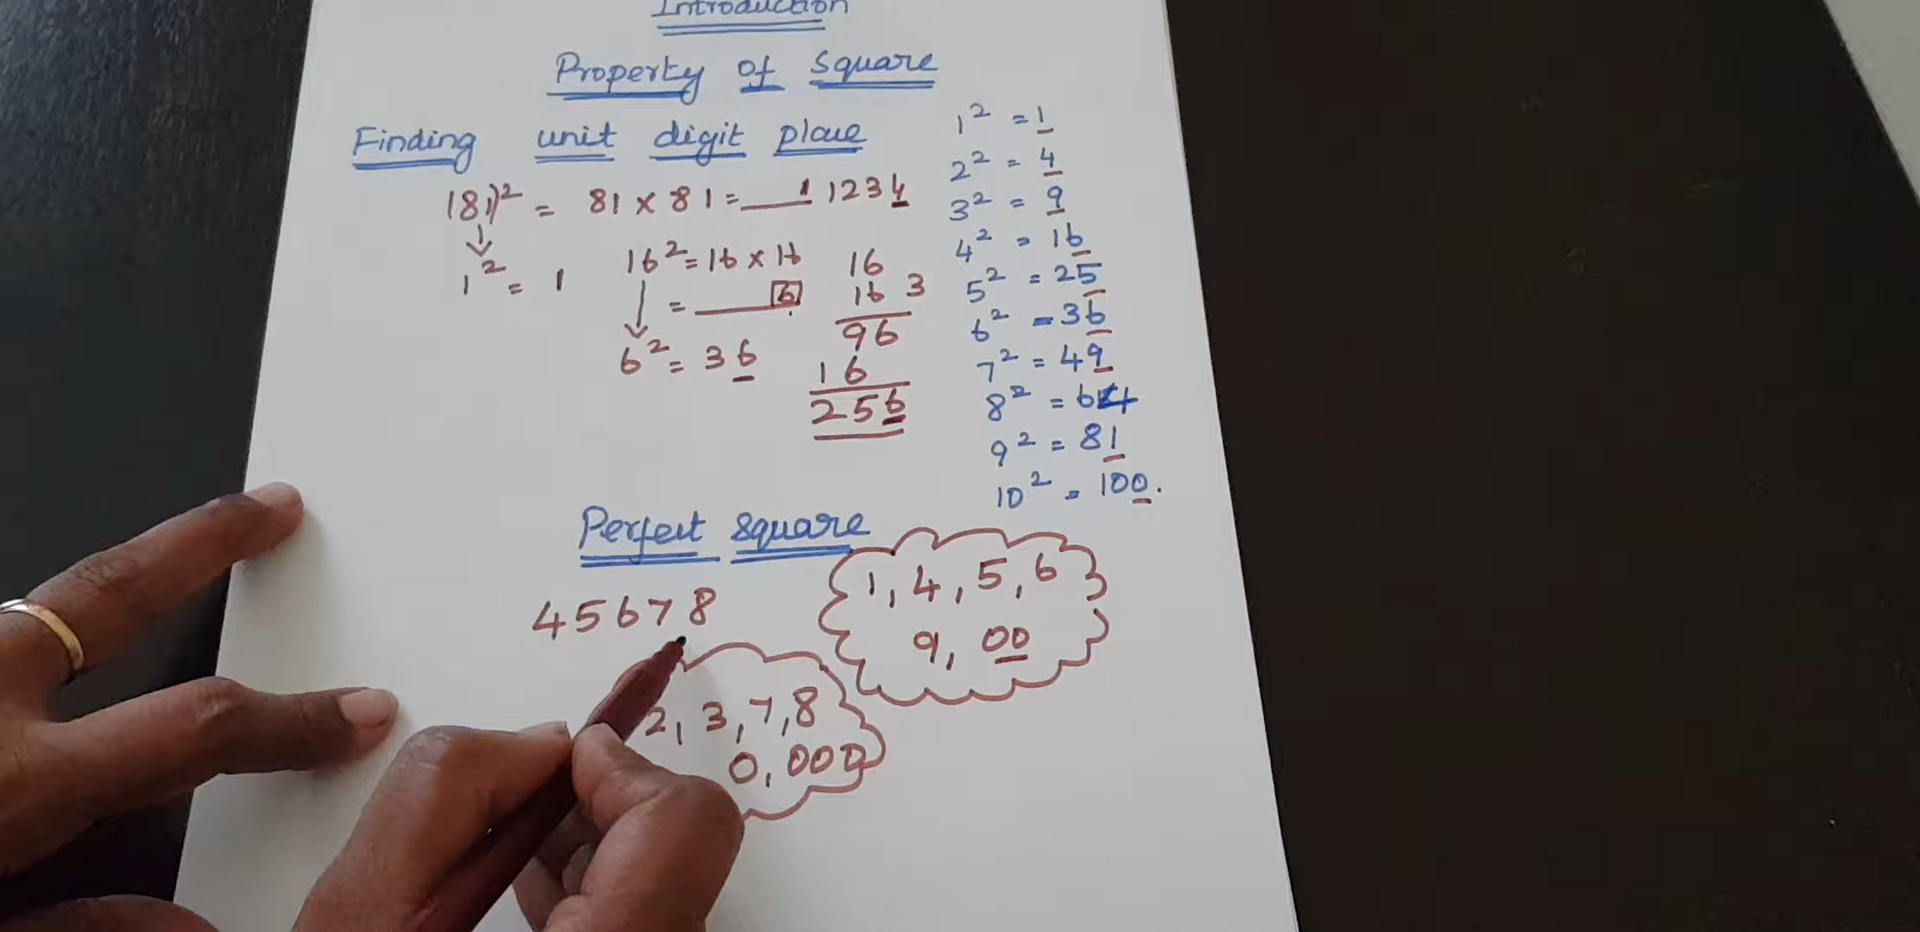 Introduction
Property of Square
Finding unit digit place
(81)² = 81 × 81 = 1 1234
1² = 1
16² = 16 × 16
= 6
6² = 36
16
16 3
96
16
256
1² = 1
2² = 4
3² = 9
4² = 16
5² = 25
6² = 36
7² = 49
8² = 64
9² = 81
10² = 100.
Perfect square
45678
1, 4, 5, 6
9, 00
2, 3, 7, 8
0, 000